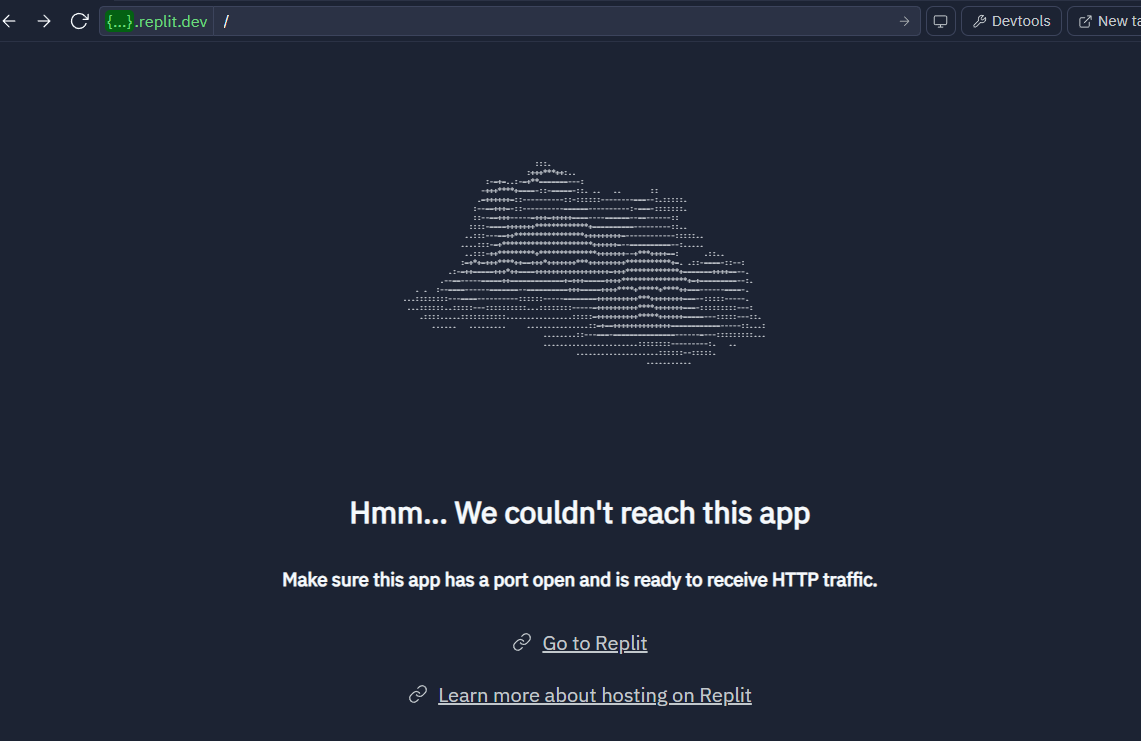 {...}.replit.dev /
Devtools
New ta
Hmm... We couldn't reach this app
Make sure this app has a port open and is ready to receive HTTP traffic.
Go to Replit
Learn more about hosting on Replit